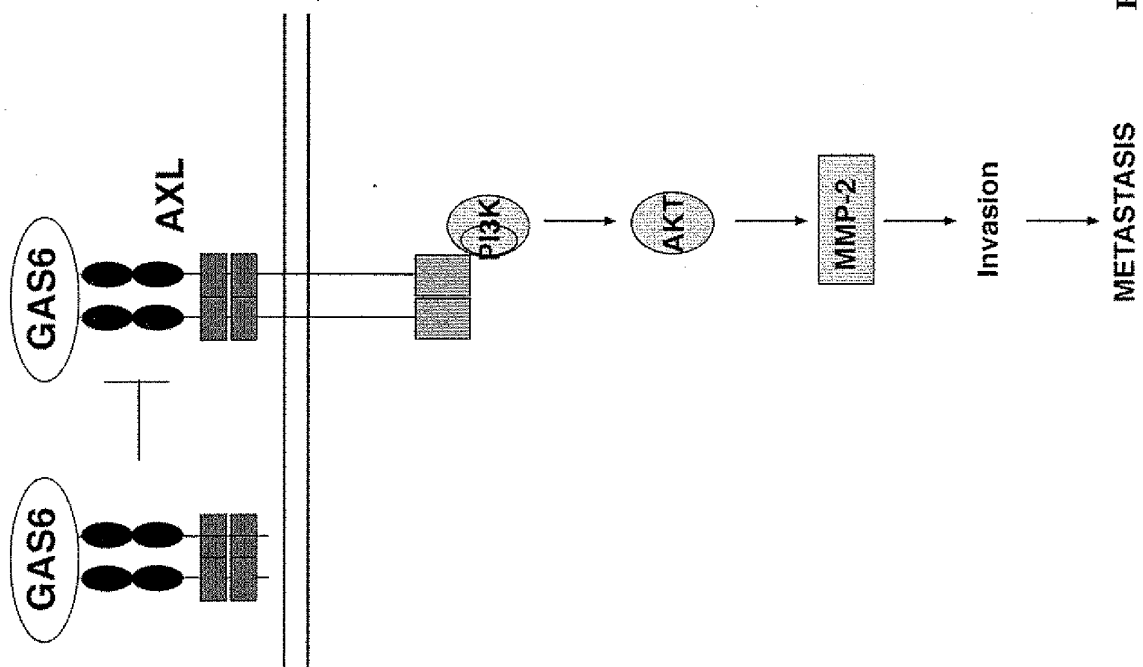 GAS6
GAS6
AXL
PI3K
AKT
MMP-2
Invasion
METASTASIS